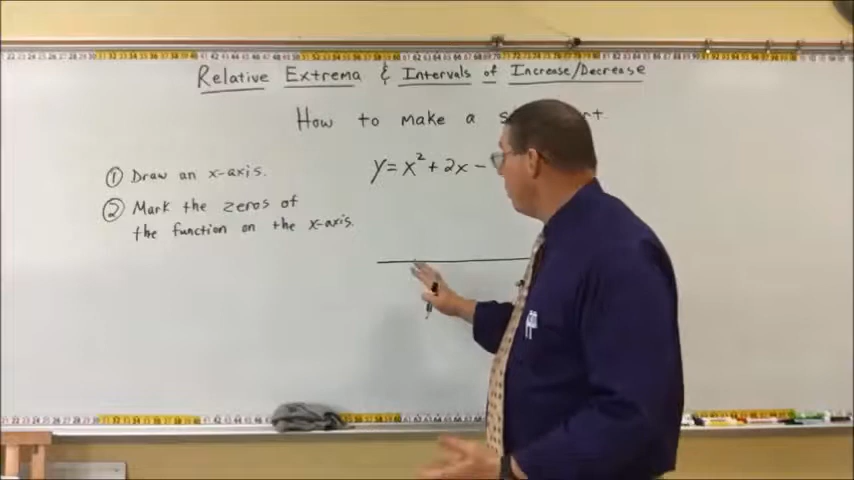 Relative Extrema & Intervals of Increase/Decrease
How to make a
y=x²+2x-
① Draw an x-axis.
② Mark the zeros of
the function on the x-axis.